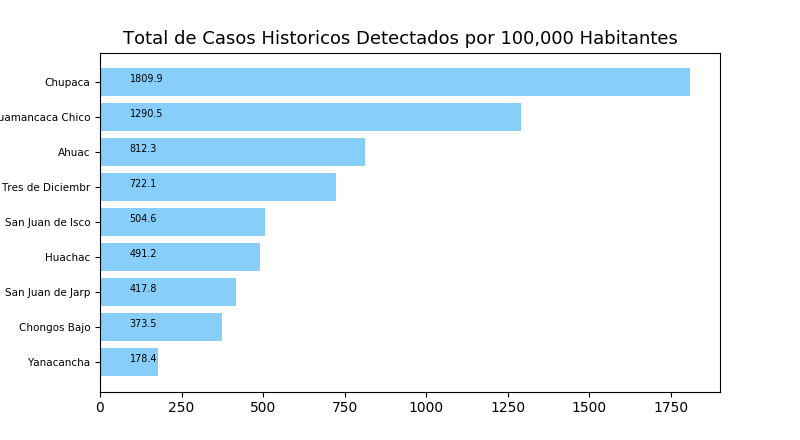 Total de Casos Historicos Detectados por 100,000 Habitantes
Chupaca 1809.9
uamancaca Chico 1290.5
Ahuac 812.3
Tres de Diciembr 722.1
San Juan de Isco 504.6
Huachac 491.2
San Juan de Jarp 417.8
Chongos Bajo 373.5
Yanacancha 178.4
0 250 500 750 1000 1250 1500 1750